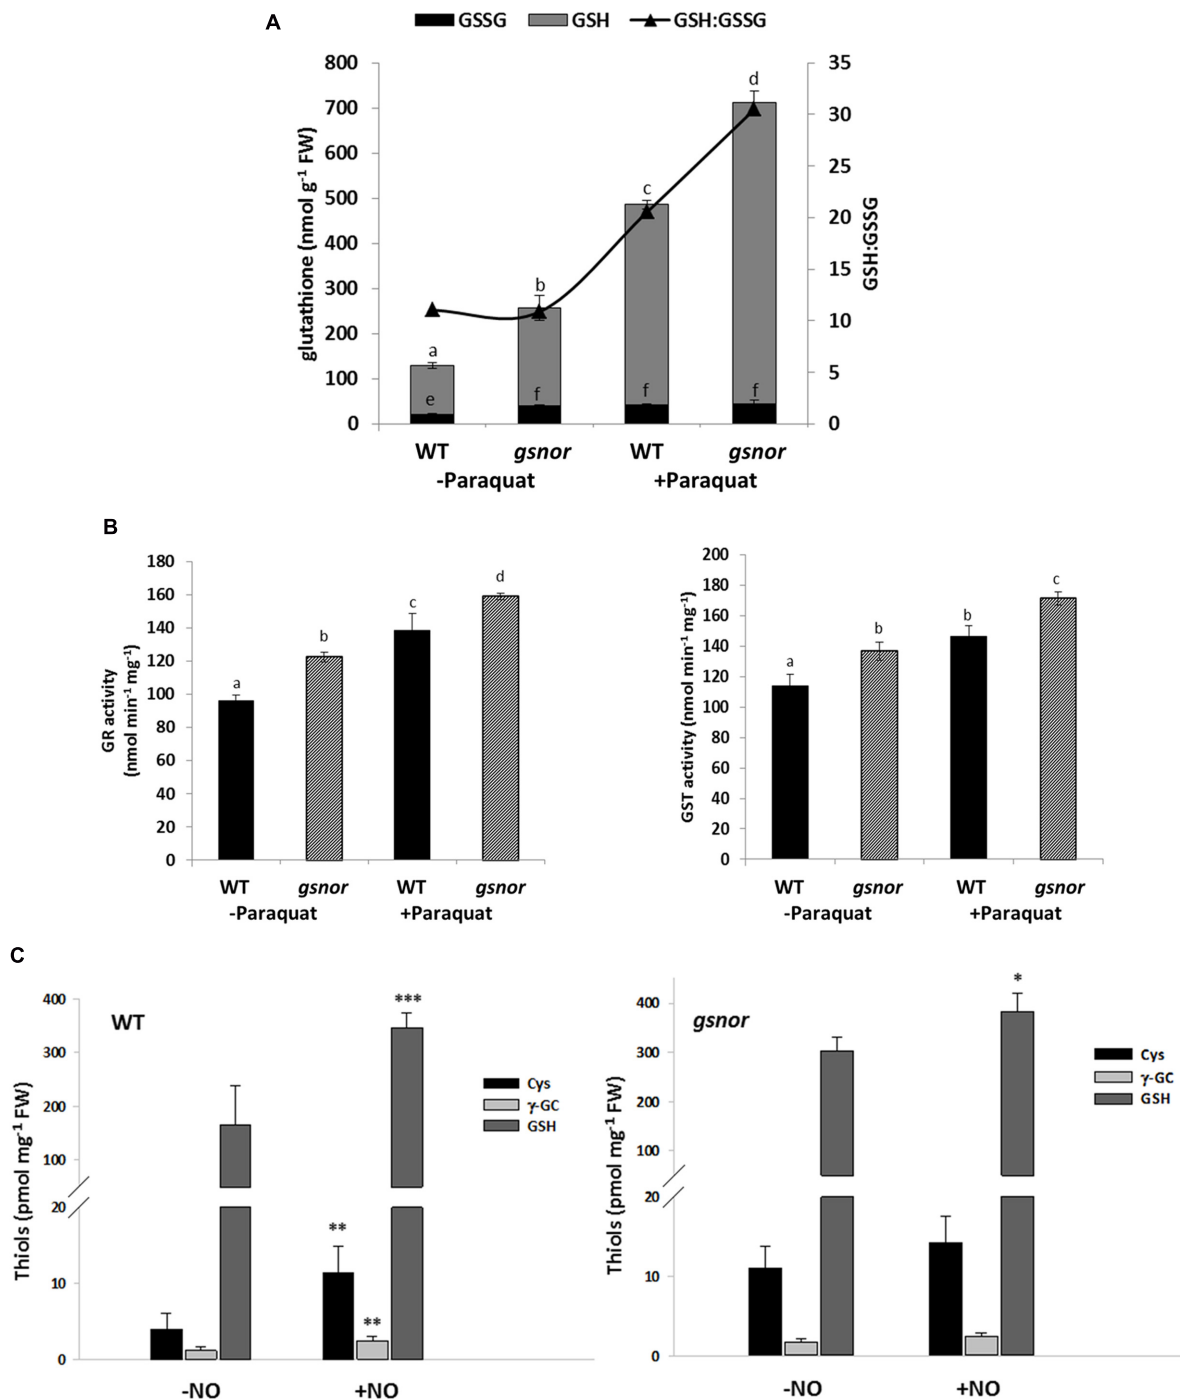 A
GSSG GSH GSH:GSSG
glutathione (nmol g⁻¹ FW)
800
700
600
500
400
300
200
100
0
35
30
25
20
15
10
5
0
GSH:GSSG
a
b
c
d
e
f
f
f
WT gsnor WT gsnor
-Paraquat +Paraquat
B
GR activity
(nmol min⁻¹ mg⁻¹)
180
160
140
120
100
80
60
40
20
0
a
b
c
d
WT gsnor WT gsnor
-Paraquat +Paraquat
GST activity (nmol min⁻¹ mg⁻¹)
200
180
160
140
120
100
80
60
40
20
0
a
b
b
c
WT gsnor WT gsnor
-Paraquat +Paraquat
C
Thiols (pmol mg⁻¹ FW)
400
300
200
100
20
10
0
WT
***
**
**
Cys
γ-GC
GSH
-NO +NO
Thiols (pmol mg⁻¹ FW)
400
300
200
100
20
10
0
gsnor
*
Cys
γ-GC
GSH
-NO +NO